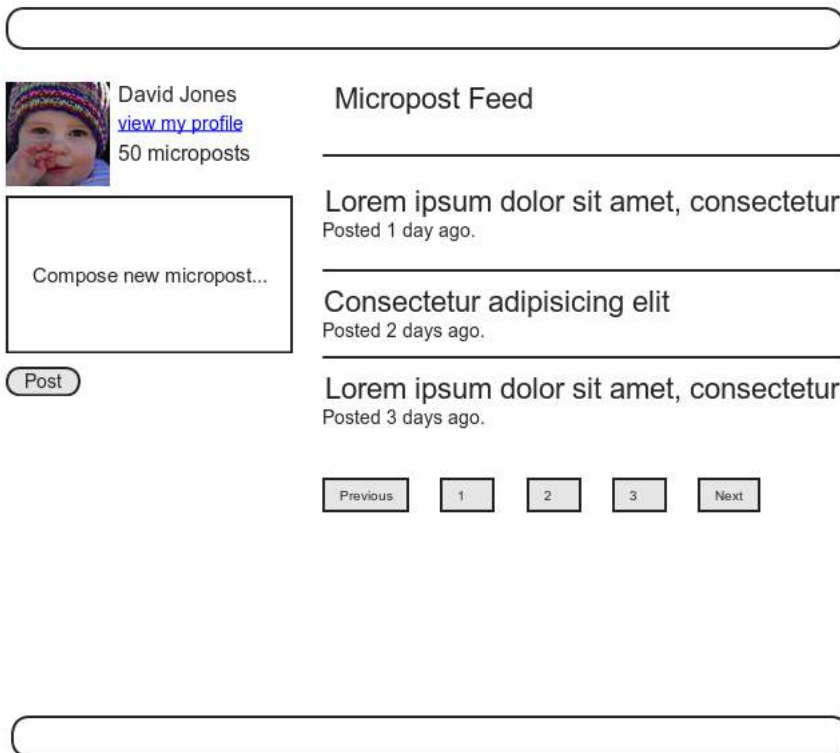 David Jones
view my profile
50 microposts
Compose new micropost...
Post
Micropost Feed
Lorem ipsum dolor sit amet, consectetur
Posted 1 day ago.
Consectetur adipisicing elit
Posted 2 days ago.
Lorem ipsum dolor sit amet, consectetur
Posted 3 days ago.
Previous 1 2 3 Next